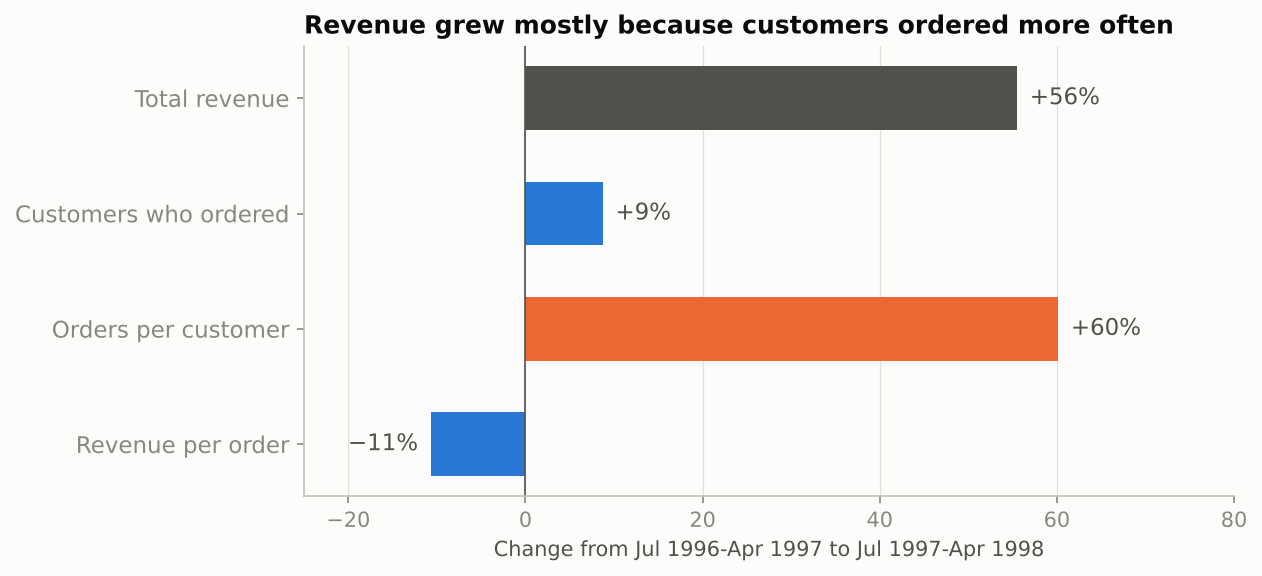 Revenue grew mostly because customers ordered more often
Total revenue
+56%
Customers who ordered
+9%
Orders per customer
+60%
Revenue per order
−11%
−20
0
20
40
60
80
Change from Jul 1996-Apr 1997 to Jul 1997-Apr 1998